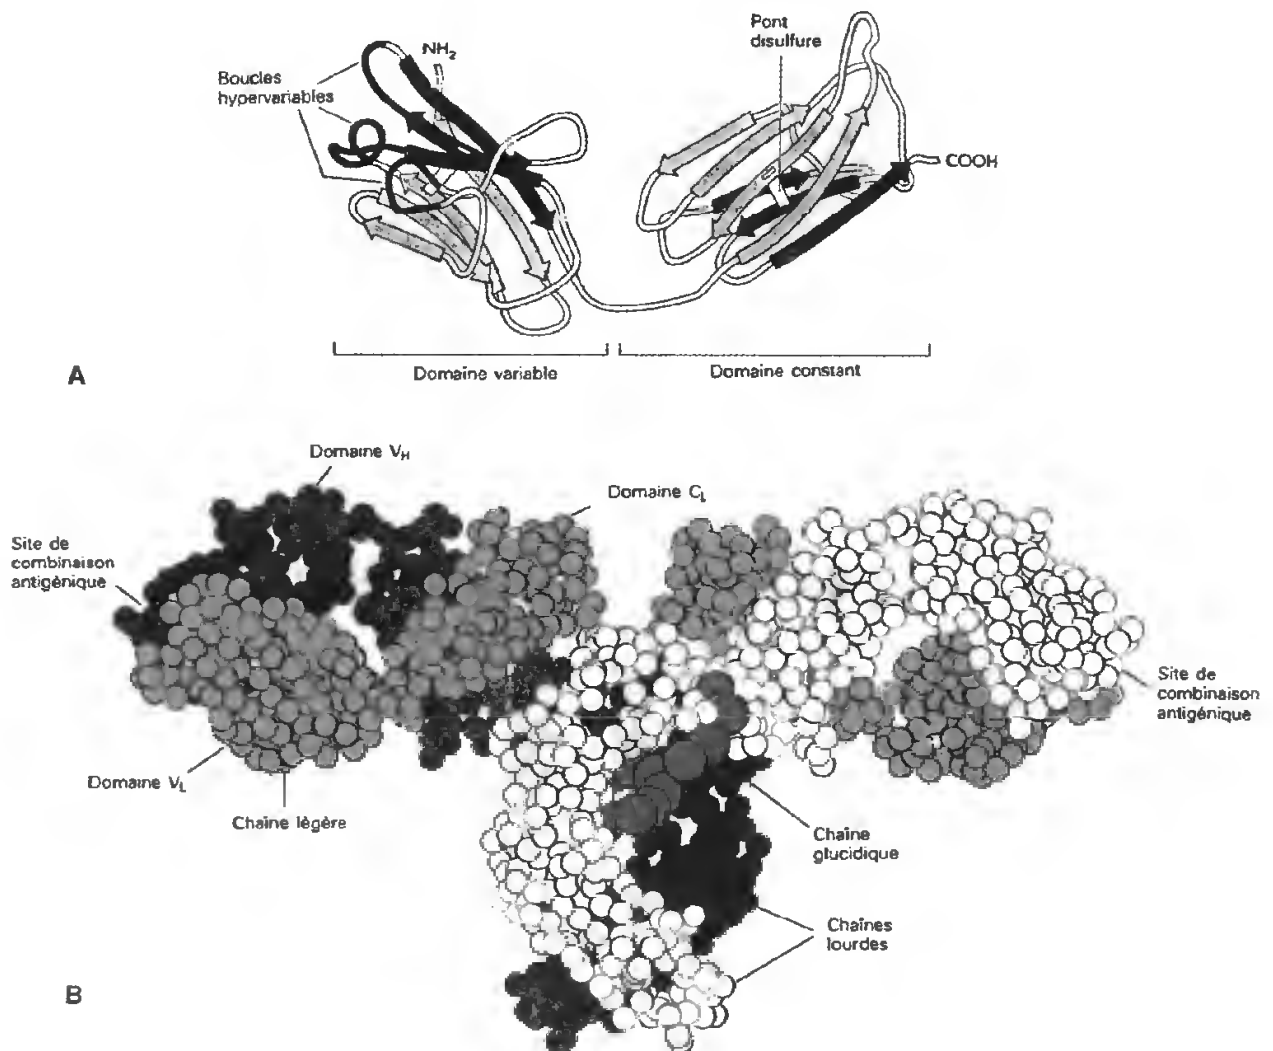 Boucles
hypervariables
NH₂
Pont
disulfure
COOH
Domaine variable
Domaine constant
A
Domaine V_H
Domaine C_L
Site de
combinaison
antigénique
Site de
combinaison
antigénique
Domaine V_L
Chaîne légère
Chaîne
glucidique
Chaînes
lourdes
B